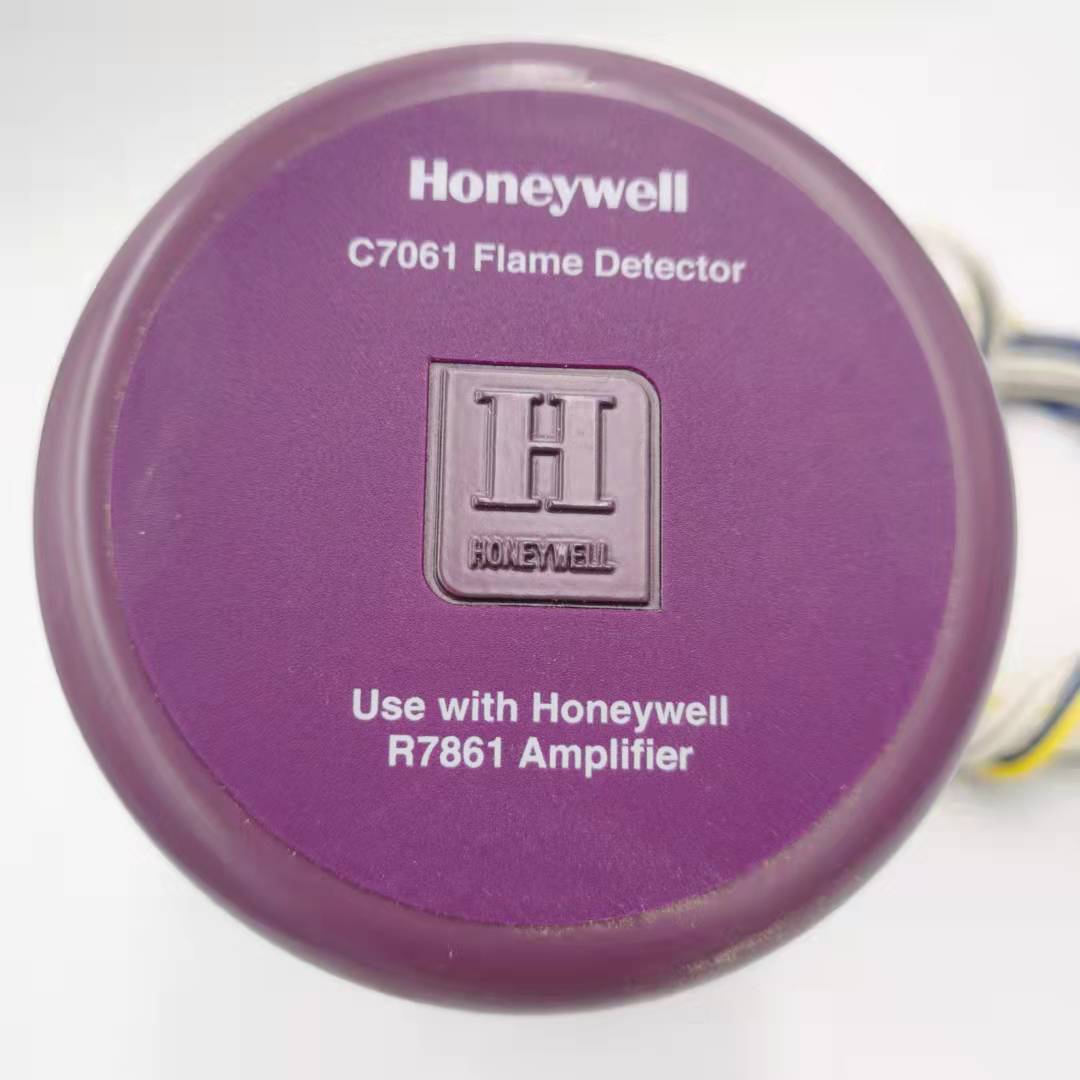 Honeywell
C7061 Flame Detector
H
HONEYWELL
Use with Honeywell
R7861 Amplifier